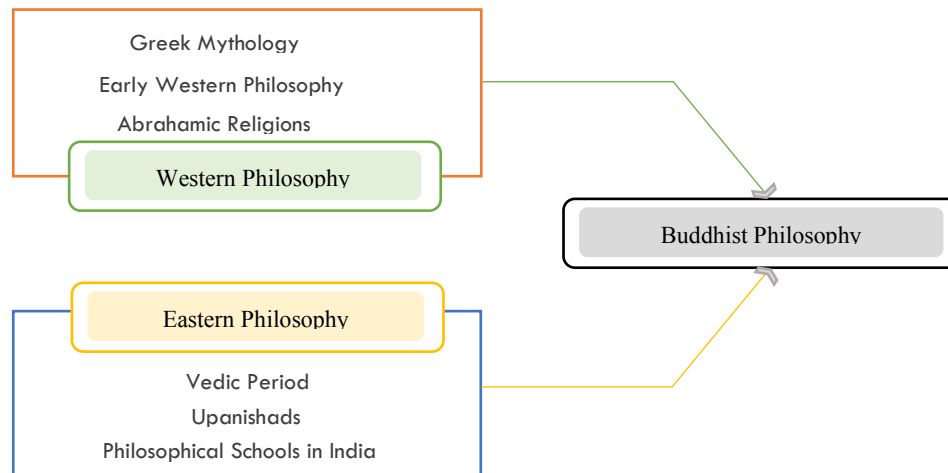 Greek Mythology
Early Western Philosophy
Abrahamic Religions
Western Philosophy
Buddhist Philosophy
Eastern Philosophy
Vedic Period
Upanishads
Philosophical Schools in India